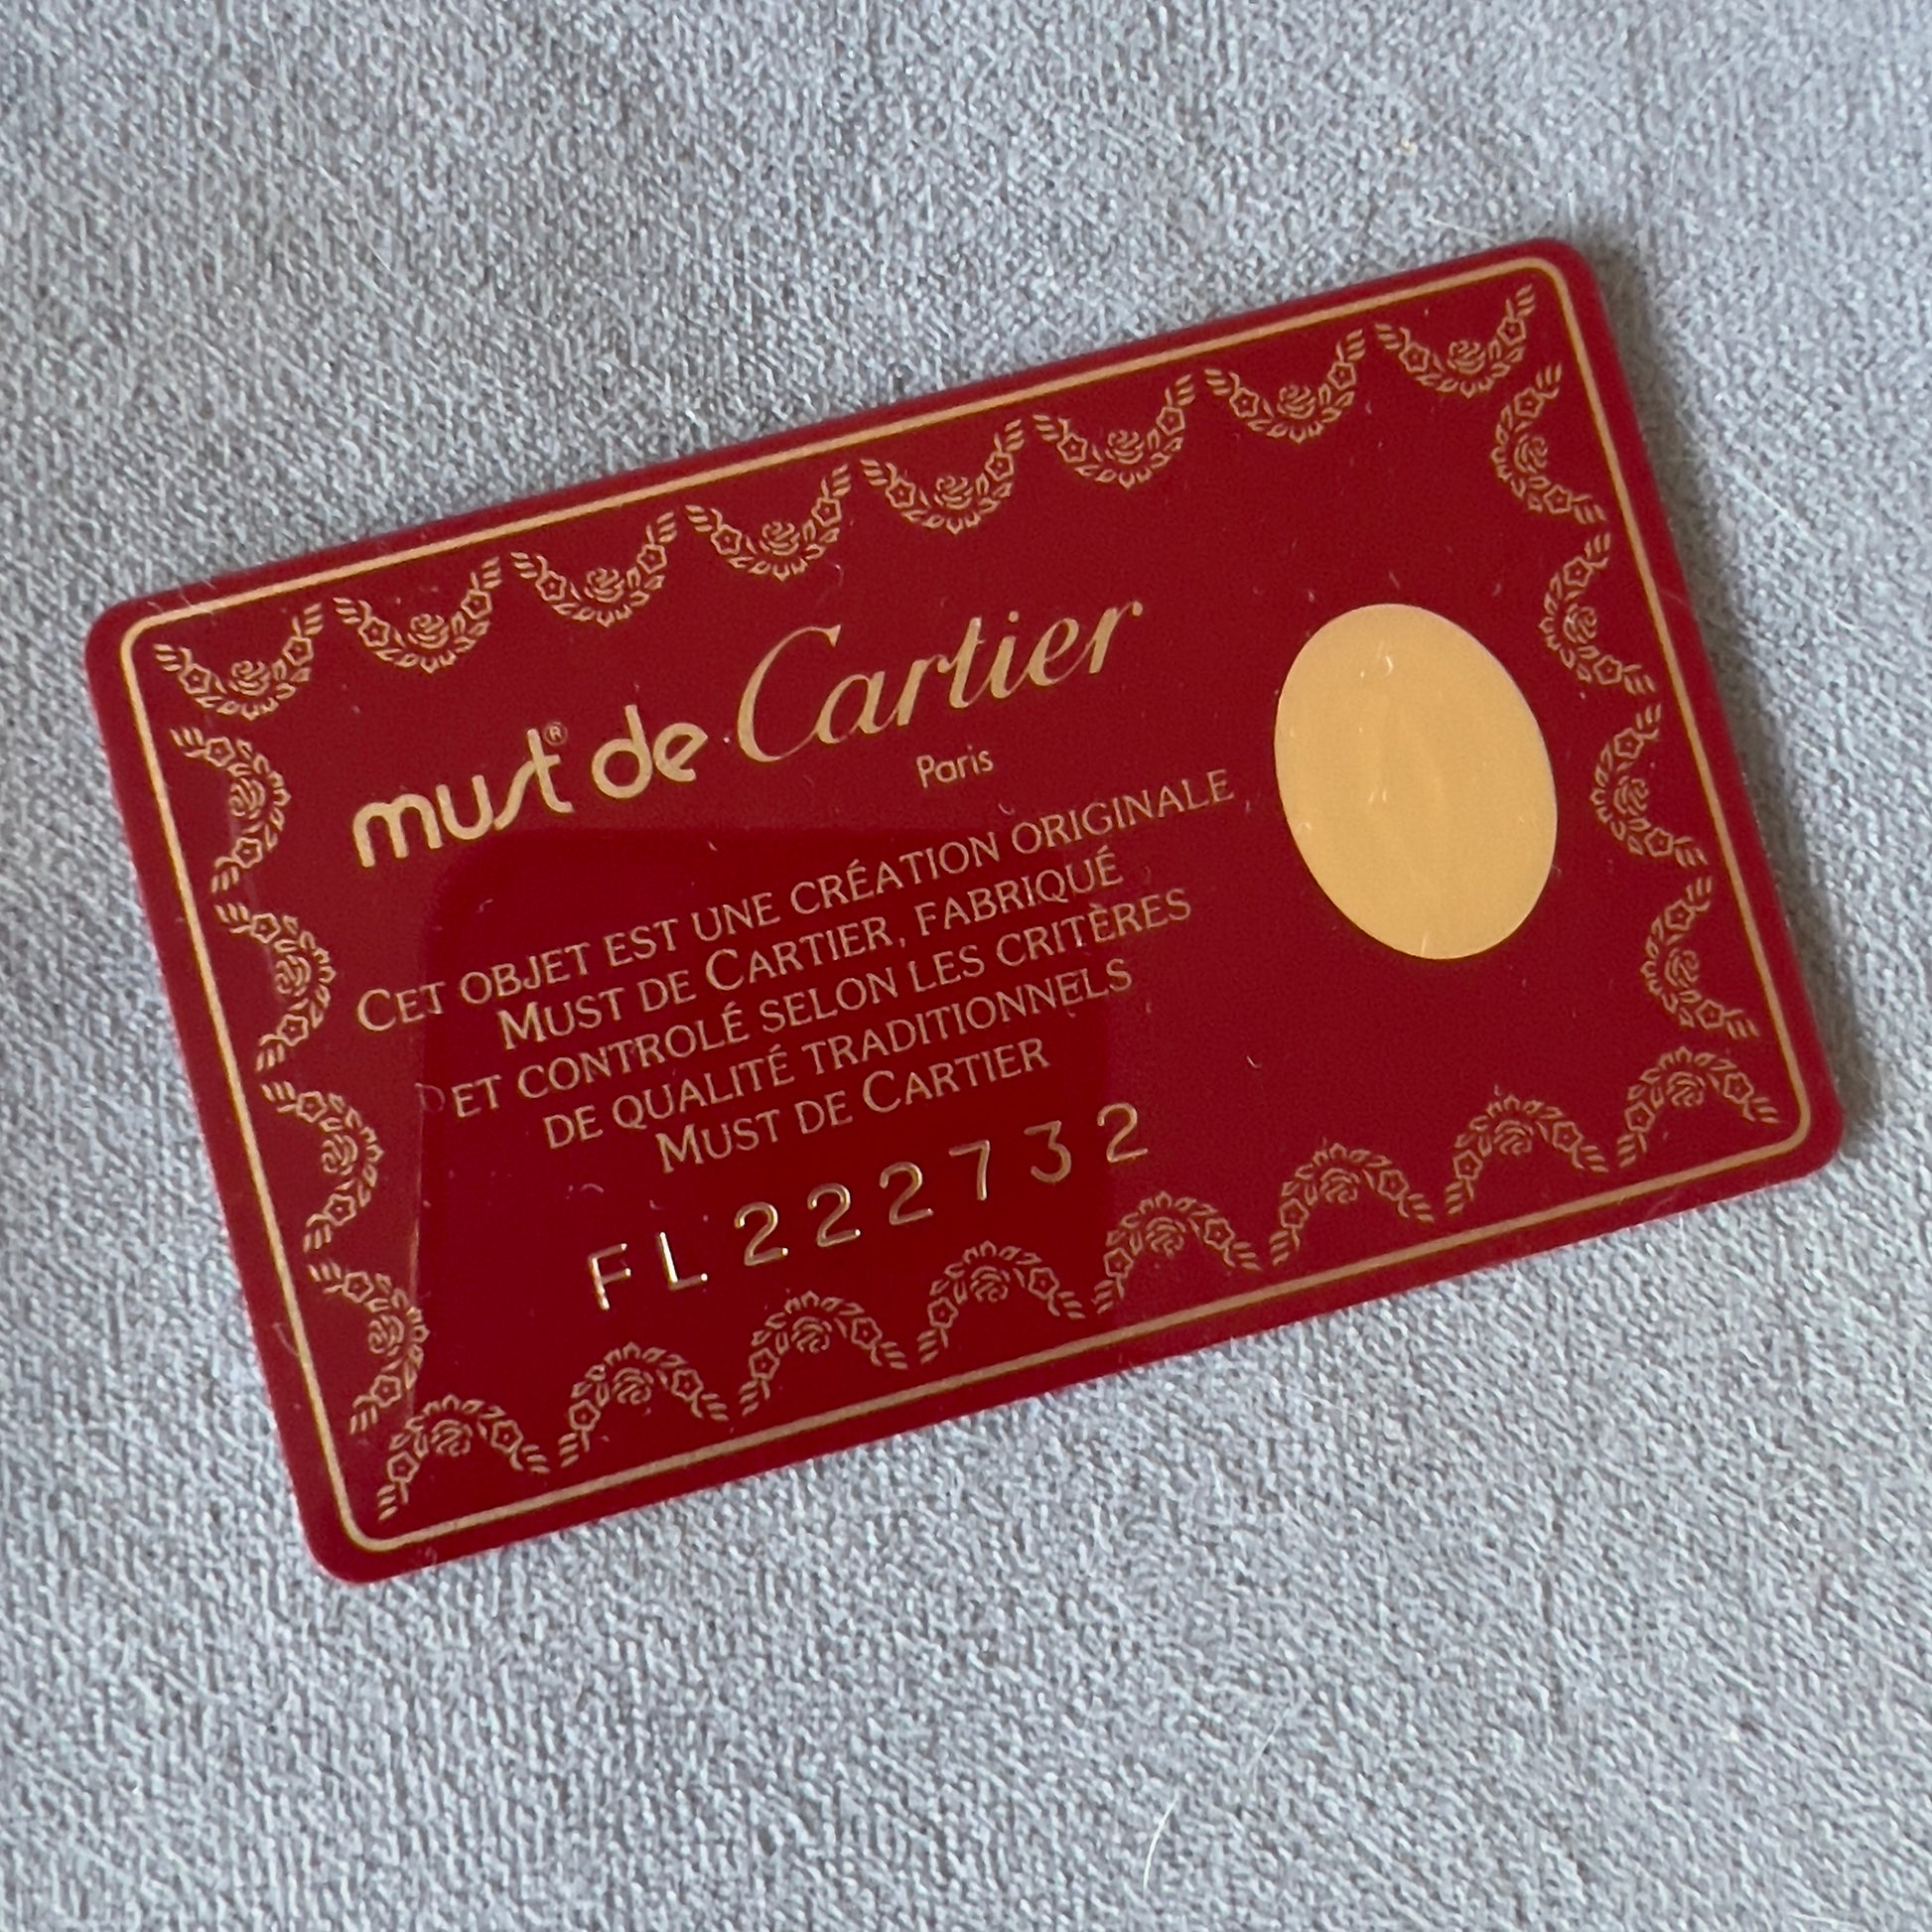 must® de Cartier
Paris
CET OBJET EST UNE CRÉATION ORIGINALE
MUST DE CARTIER, FABRIQUÉ
ET CONTROLÉ SELON LES CRITÈRES
DE QUALITÉ TRADITIONNELS
MUST DE CARTIER
FL222732